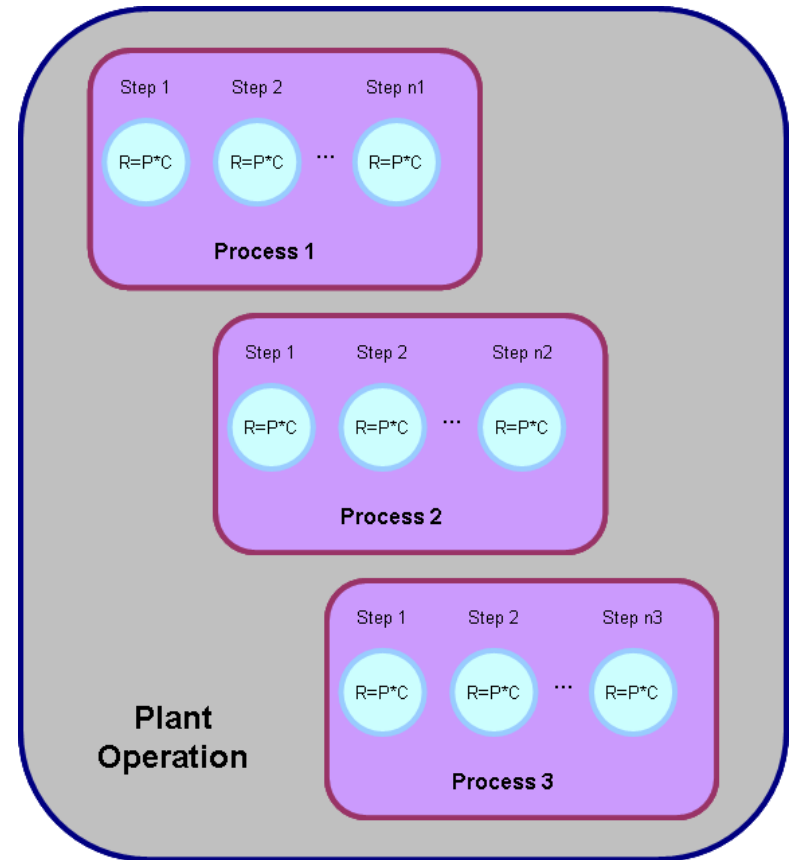 Step 1 Step 2 Step n1
R=P*C R=P*C ... R=P*C
Process 1
Step 1 Step 2 Step n2
R=P*C R=P*C ... R=P*C
Process 2
Step 1 Step 2 Step n3
R=P*C R=P*C ... R=P*C
Process 3
Plant
Operation